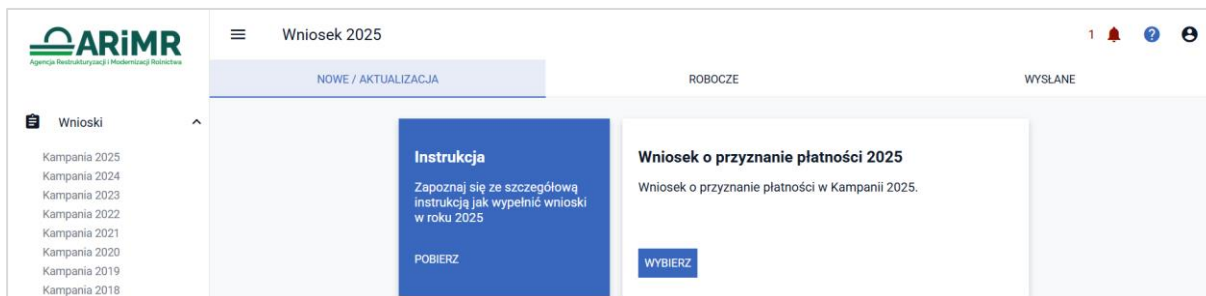 ARiMR
Agencja Restrukturyzacji i Modernizacji Rolnictwa
Wniosek 2025
1
NOWE / AKTUALIZACJA
ROBOCZE
WYSŁANE
Wnioski
Kampania 2025
Kampania 2024
Kampania 2023
Kampania 2022
Kampania 2021
Kampania 2020
Kampania 2019
Kampania 2018
Instrukcja
Zapoznaj się ze szczegółową
instrukcją jak wypełnić wnioski
w roku 2025
POBIERZ
Wniosek o przyznanie płatności 2025
Wniosek o przyznanie płatności w Kampanii 2025.
WYBIERZ